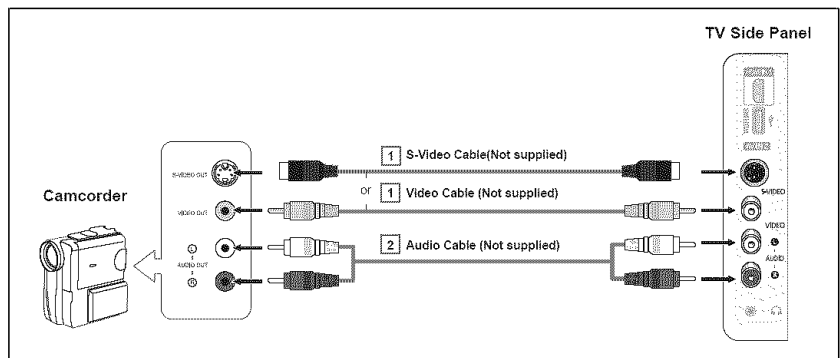 TV Side Panel
1 S-Video Cable(Not supplied)
S-VIDEO OUT
or
1 Video Cable (Not supplied)
S-VIDEO
Camcorder
VIDEO OUT
VIDEO
2 Audio Cable (Not supplied)
L
AUDIO OUT
R
L
AUDIO
R